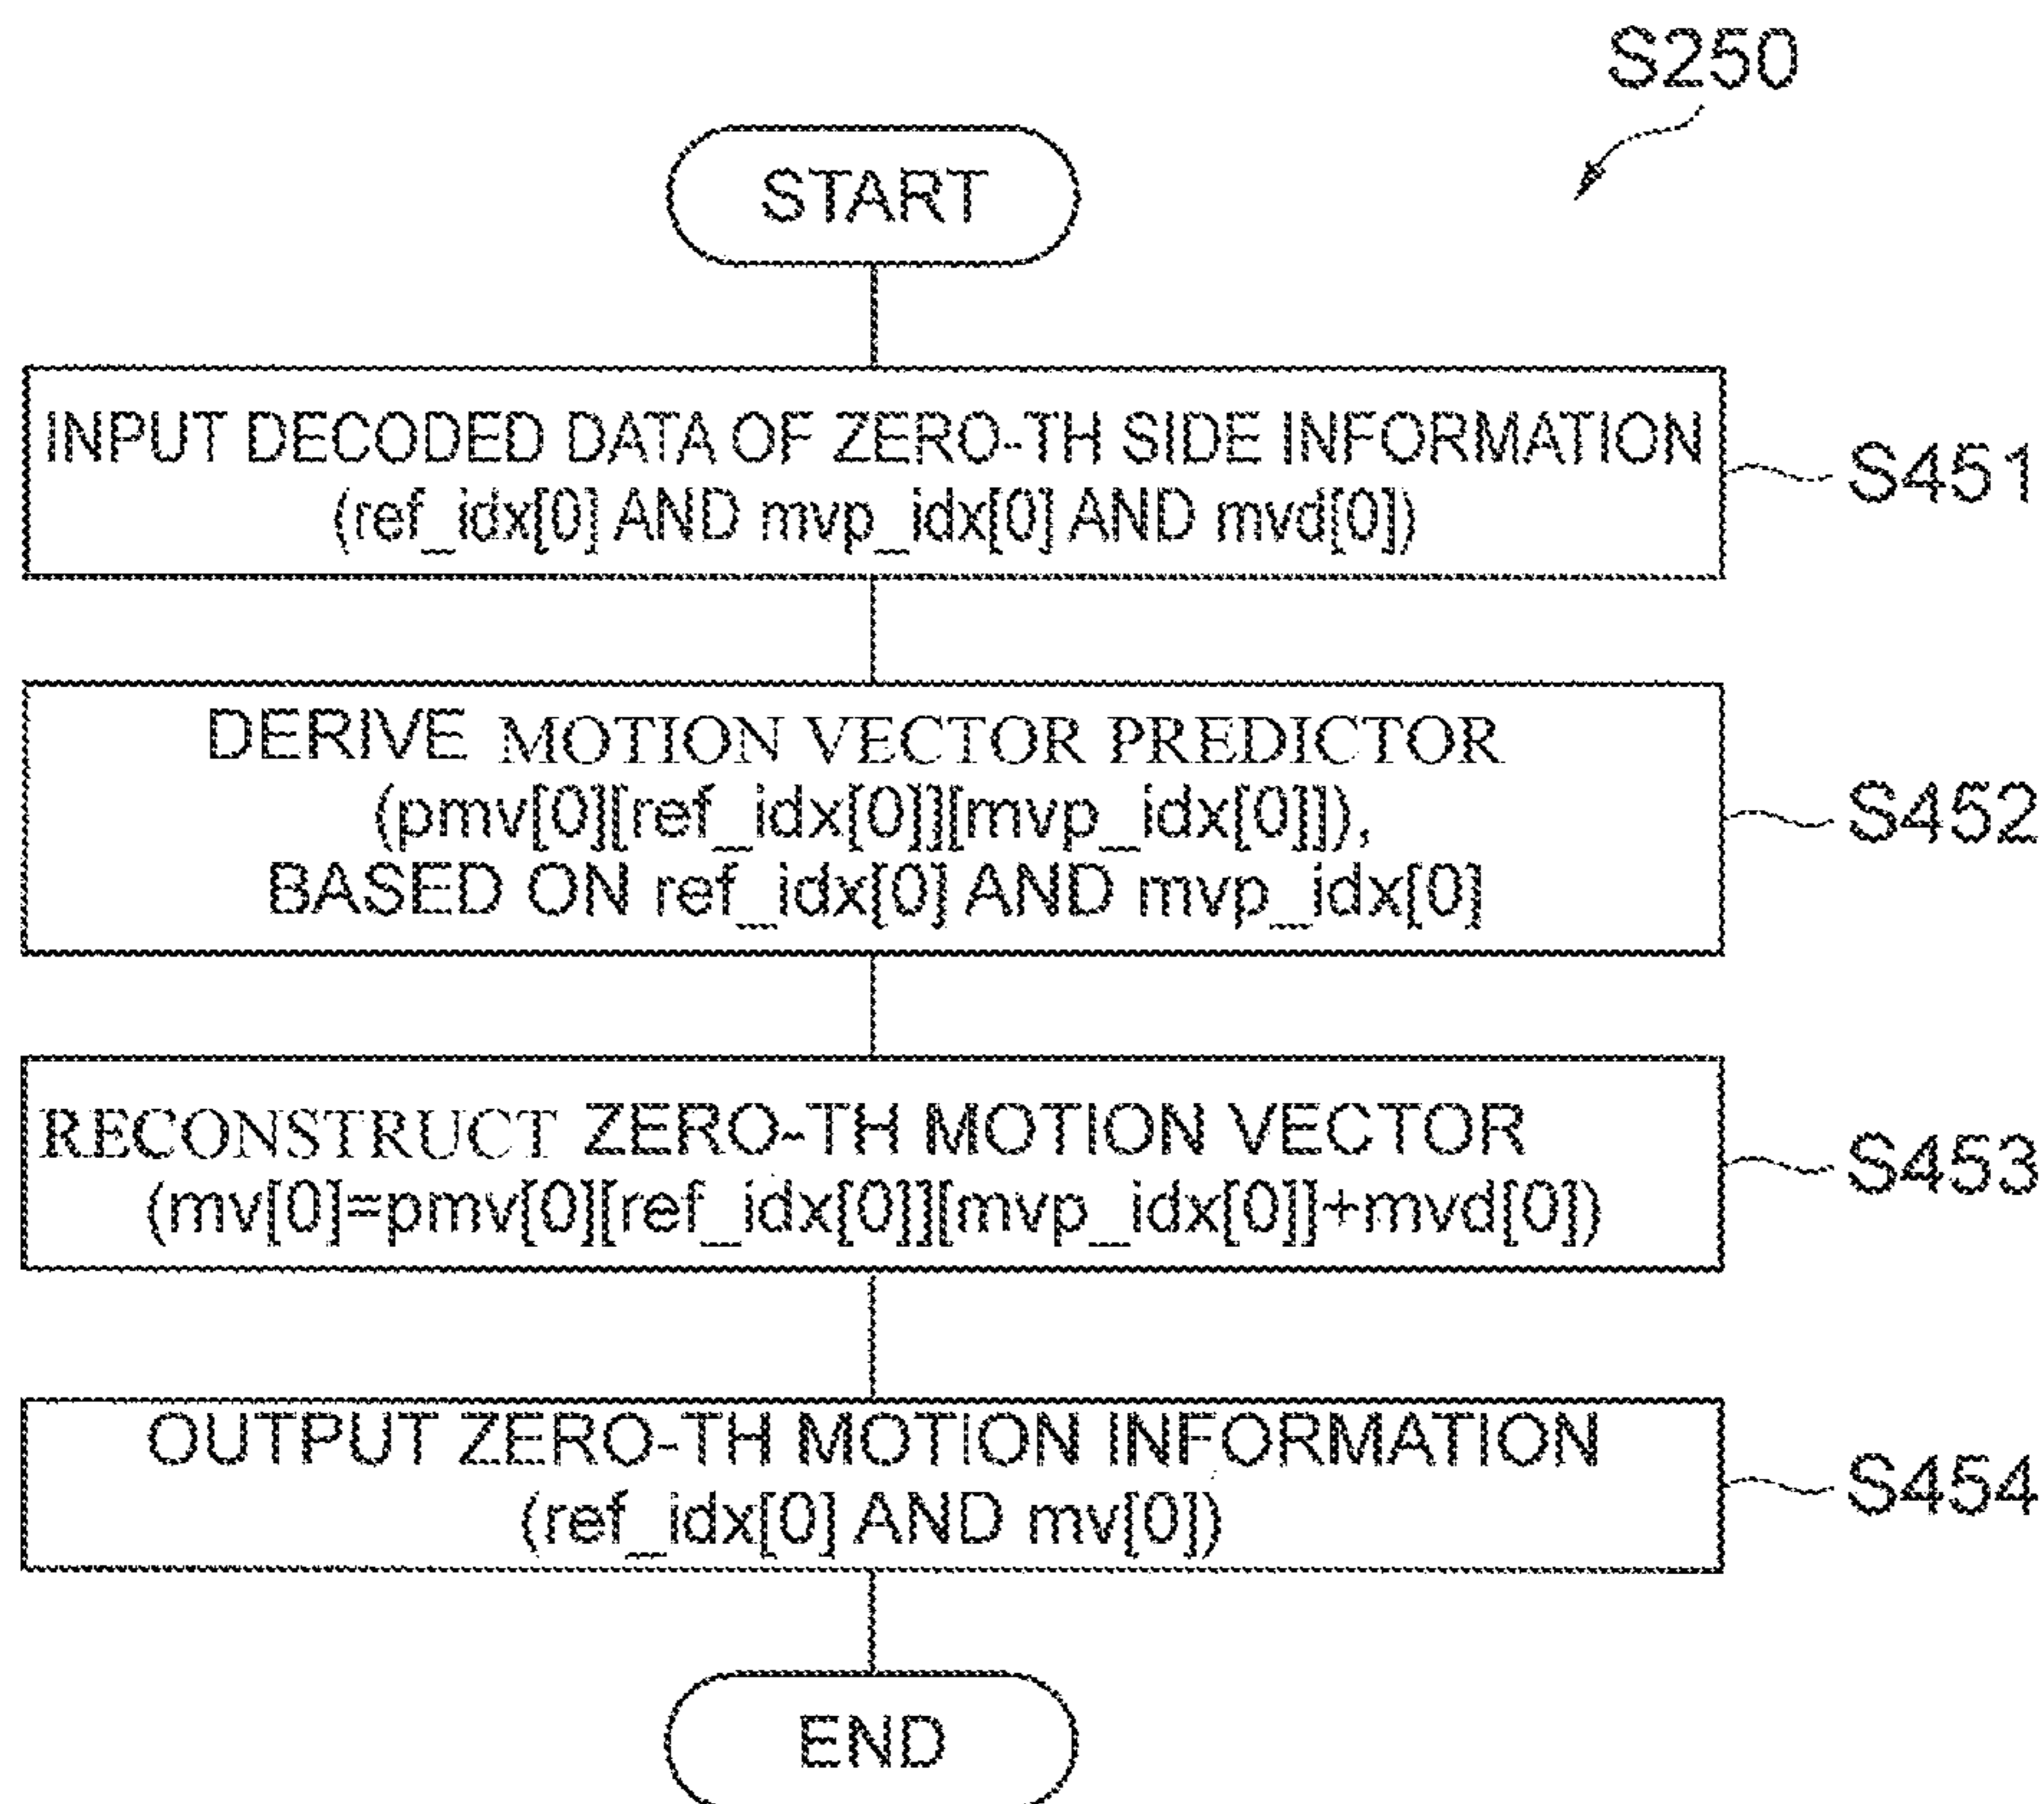 S250
START
INPUT DECODED DATA OF ZERO-TH SIDE INFORMATION
(ref_idx[0] AND mvp_idx[0] AND mvd[0])
S451
DERIVE MOTION VECTOR PREDICTOR
(pmv[0][ref_idx[0]][mvp_idx[0]]),
BASED ON ref_idx[0] AND mvp_idx[0]
S452
RECONSTRUCT ZERO-TH MOTION VECTOR
(mv[0]=pmv[0][ref_idx[0]][mvp_idx[0]]+mvd[0])
S453
OUTPUT ZERO-TH MOTION INFORMATION
(ref_idx[0] AND mv[0])
S454
END